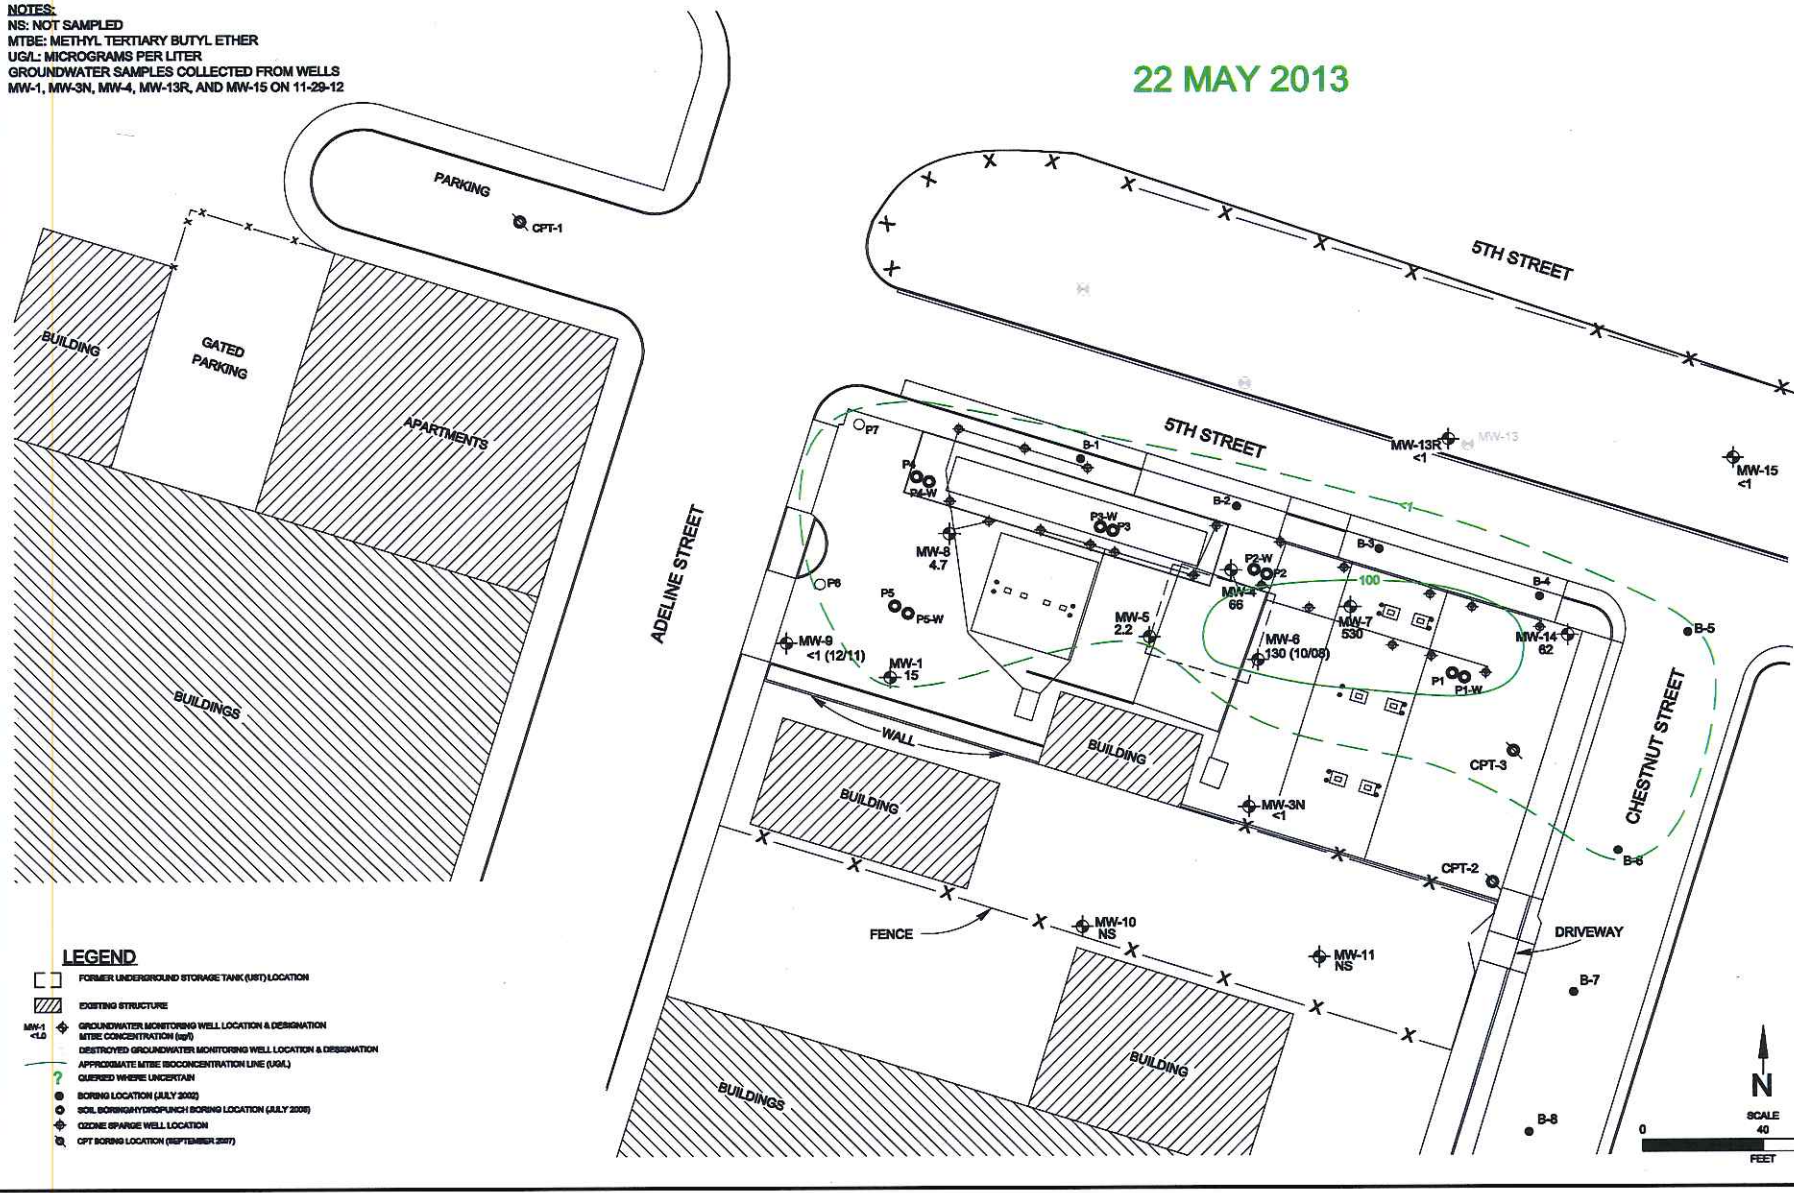 NOTES:
NS: NOT SAMPLED
MTBE: METHYL TERTIARY BUTYL ETHER
UG/L: MICROGRAMS PER LITER
GROUNDWATER SAMPLES COLLECTED FROM WELLS
MW-1, MW-3N, MW-4, MW-13R, AND MW-15 ON 11-29-12
22 MAY 2013
PARKING
CPT-1
5TH STREET
BUILDING
GATED
PARKING
APARTMENTS
5TH STREET
MW-13R
<1
MW-13
MW-15
<1
P7
B-1
P4
P4-W
B-2
<1
P3-W
P3
B-3
ADELINE STREET
MW-8
4.7
P2-W
P2
100
B-4
P6
P5
P5-W
MW-4
66
MW-5
2.2
MW-7
530
MW-9
<1 (12/11)
MW-6
130 (10/08)
MW-14
62
B-5
MW-1
15
P1
P1-W
BUILDINGS
WALL
BUILDING
CPT-3
CHESTNUT STREET
BUILDING
MW-3N
<1
B-6
CPT-2
FENCE
MW-10
NS
DRIVEWAY
MW-11
NS
B-7
LEGEND
FORMER UNDERGROUND STORAGE TANK (UST) LOCATION
EXISTING STRUCTURE
MW-1
<1.0
GROUNDWATER MONITORING WELL LOCATION & DESIGNATION
MTBE CONCENTRATION (ug/l)
DESTROYED GROUNDWATER MONITORING WELL LOCATION & DESIGNATION
APPROXIMATE MTBE ISOCONCENTRATION LINE (UG/L)
? QUERIED WHERE UNCERTAIN
BORING LOCATION (JULY 2002)
SOIL BORING/HYDROPUNCH BORING LOCATION (JULY 2005)
OZONE SPARGE WELL LOCATION
CPT BORING LOCATION (SEPTEMBER 2007)
BUILDINGS
BUILDING
B-8
N
SCALE
0 40
FEET